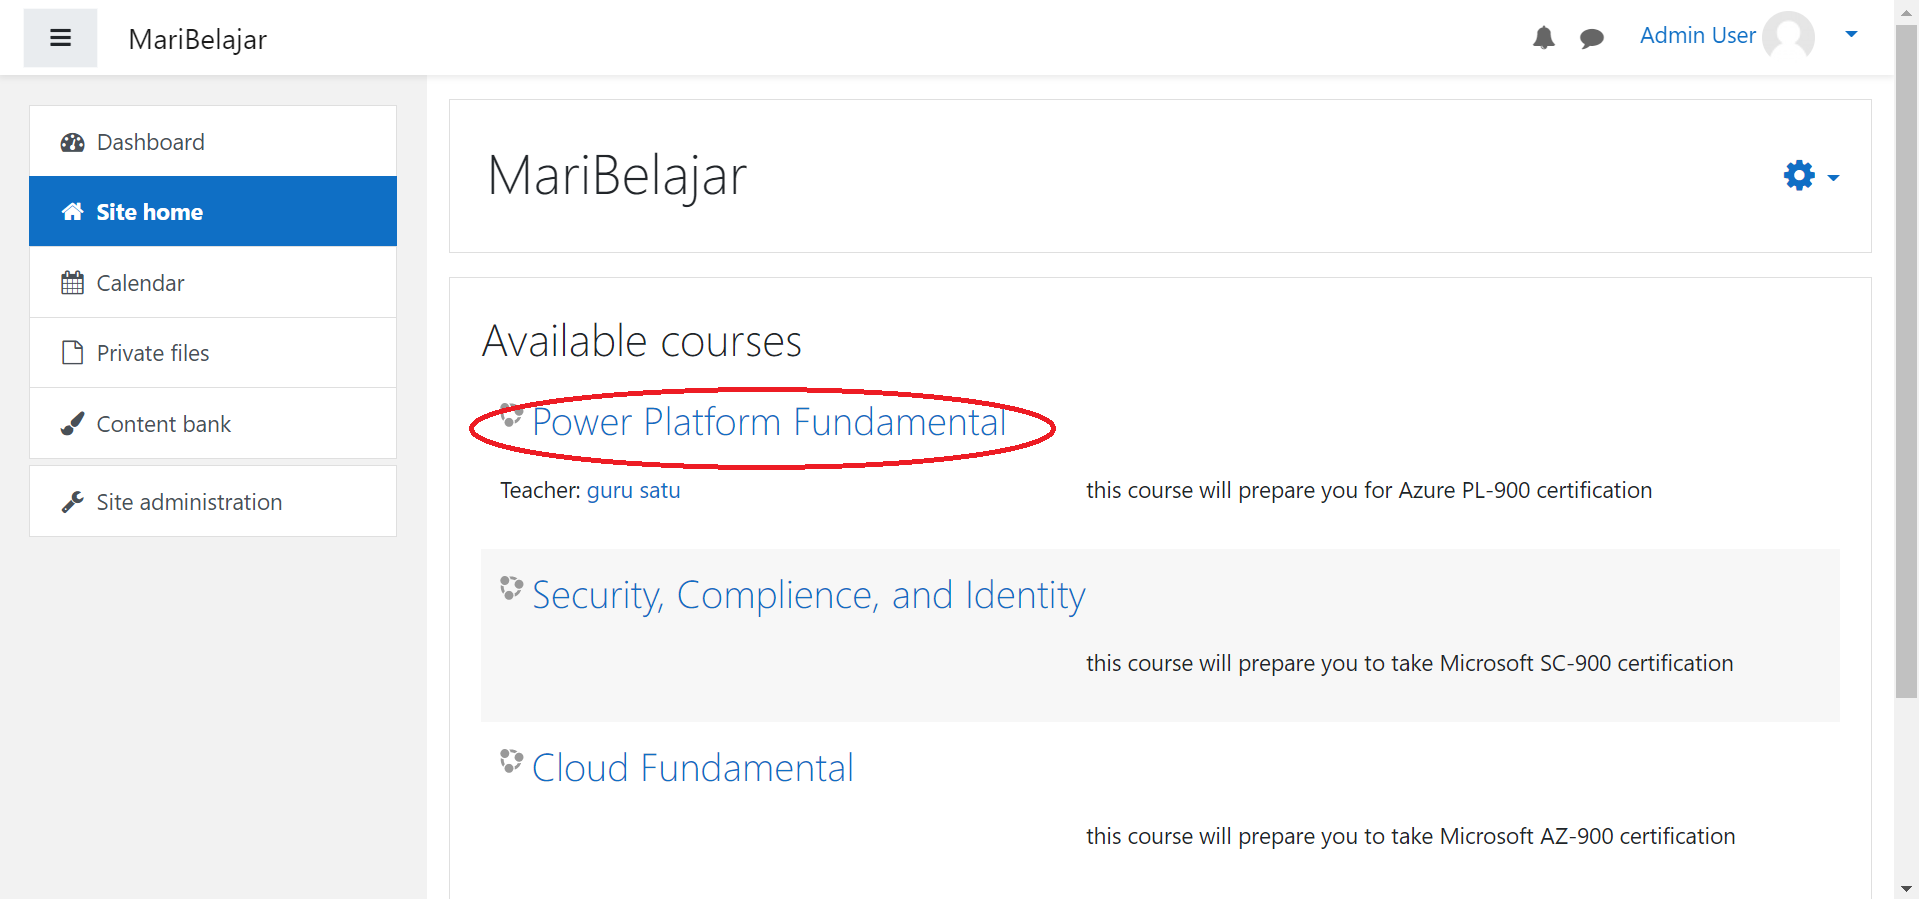 MariBelajar
Admin User
Dashboard
Site home
Calendar
Private files
Content bank
Site administration
MariBelajar
Available courses
Power Platform Fundamental
Teacher: guru satu
this course will prepare you for Azure PL-900 certification
Security, Complience, and Identity
this course will prepare you to take Microsoft SC-900 certification
Cloud Fundamental
this course will prepare you to take Microsoft AZ-900 certification